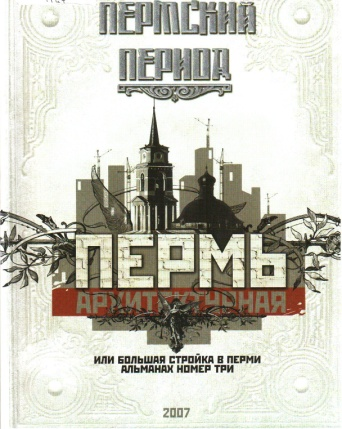 ПЕРМСКИЙ
ПЕРИОД
ПЕРМЬ
АРХИТЕКТУРНАЯ
ИЛИ БОЛЬШАЯ СТРОЙКА В ПЕРМИ
АЛЬМАНАХ НОМЕР ТРИ
2007